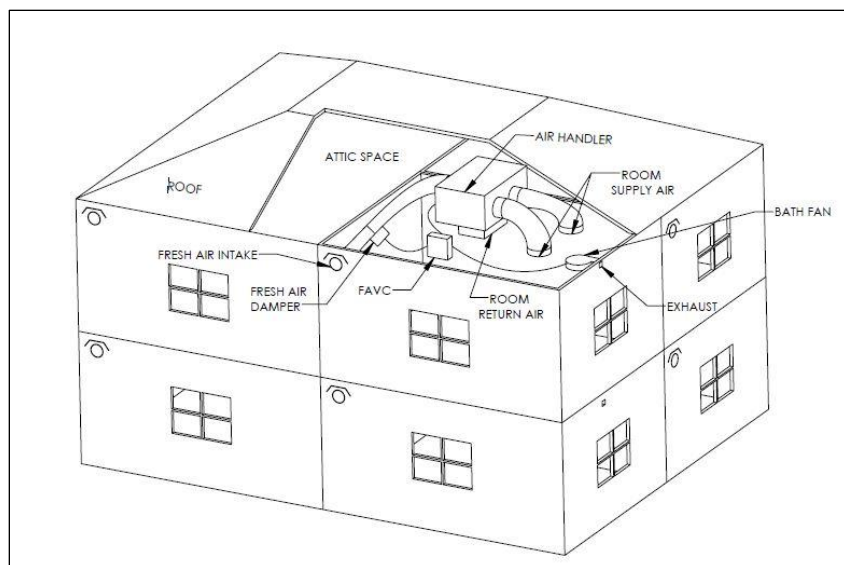 AIR HANDLER
ATTIC SPACE
ROOM
SUPPLY AIR
ROOF
BATH FAN
FRESH AIR INTAKE
FRESH AIR
DAMPER
FAVC
ROOM
RETURN AIR
EXHAUST